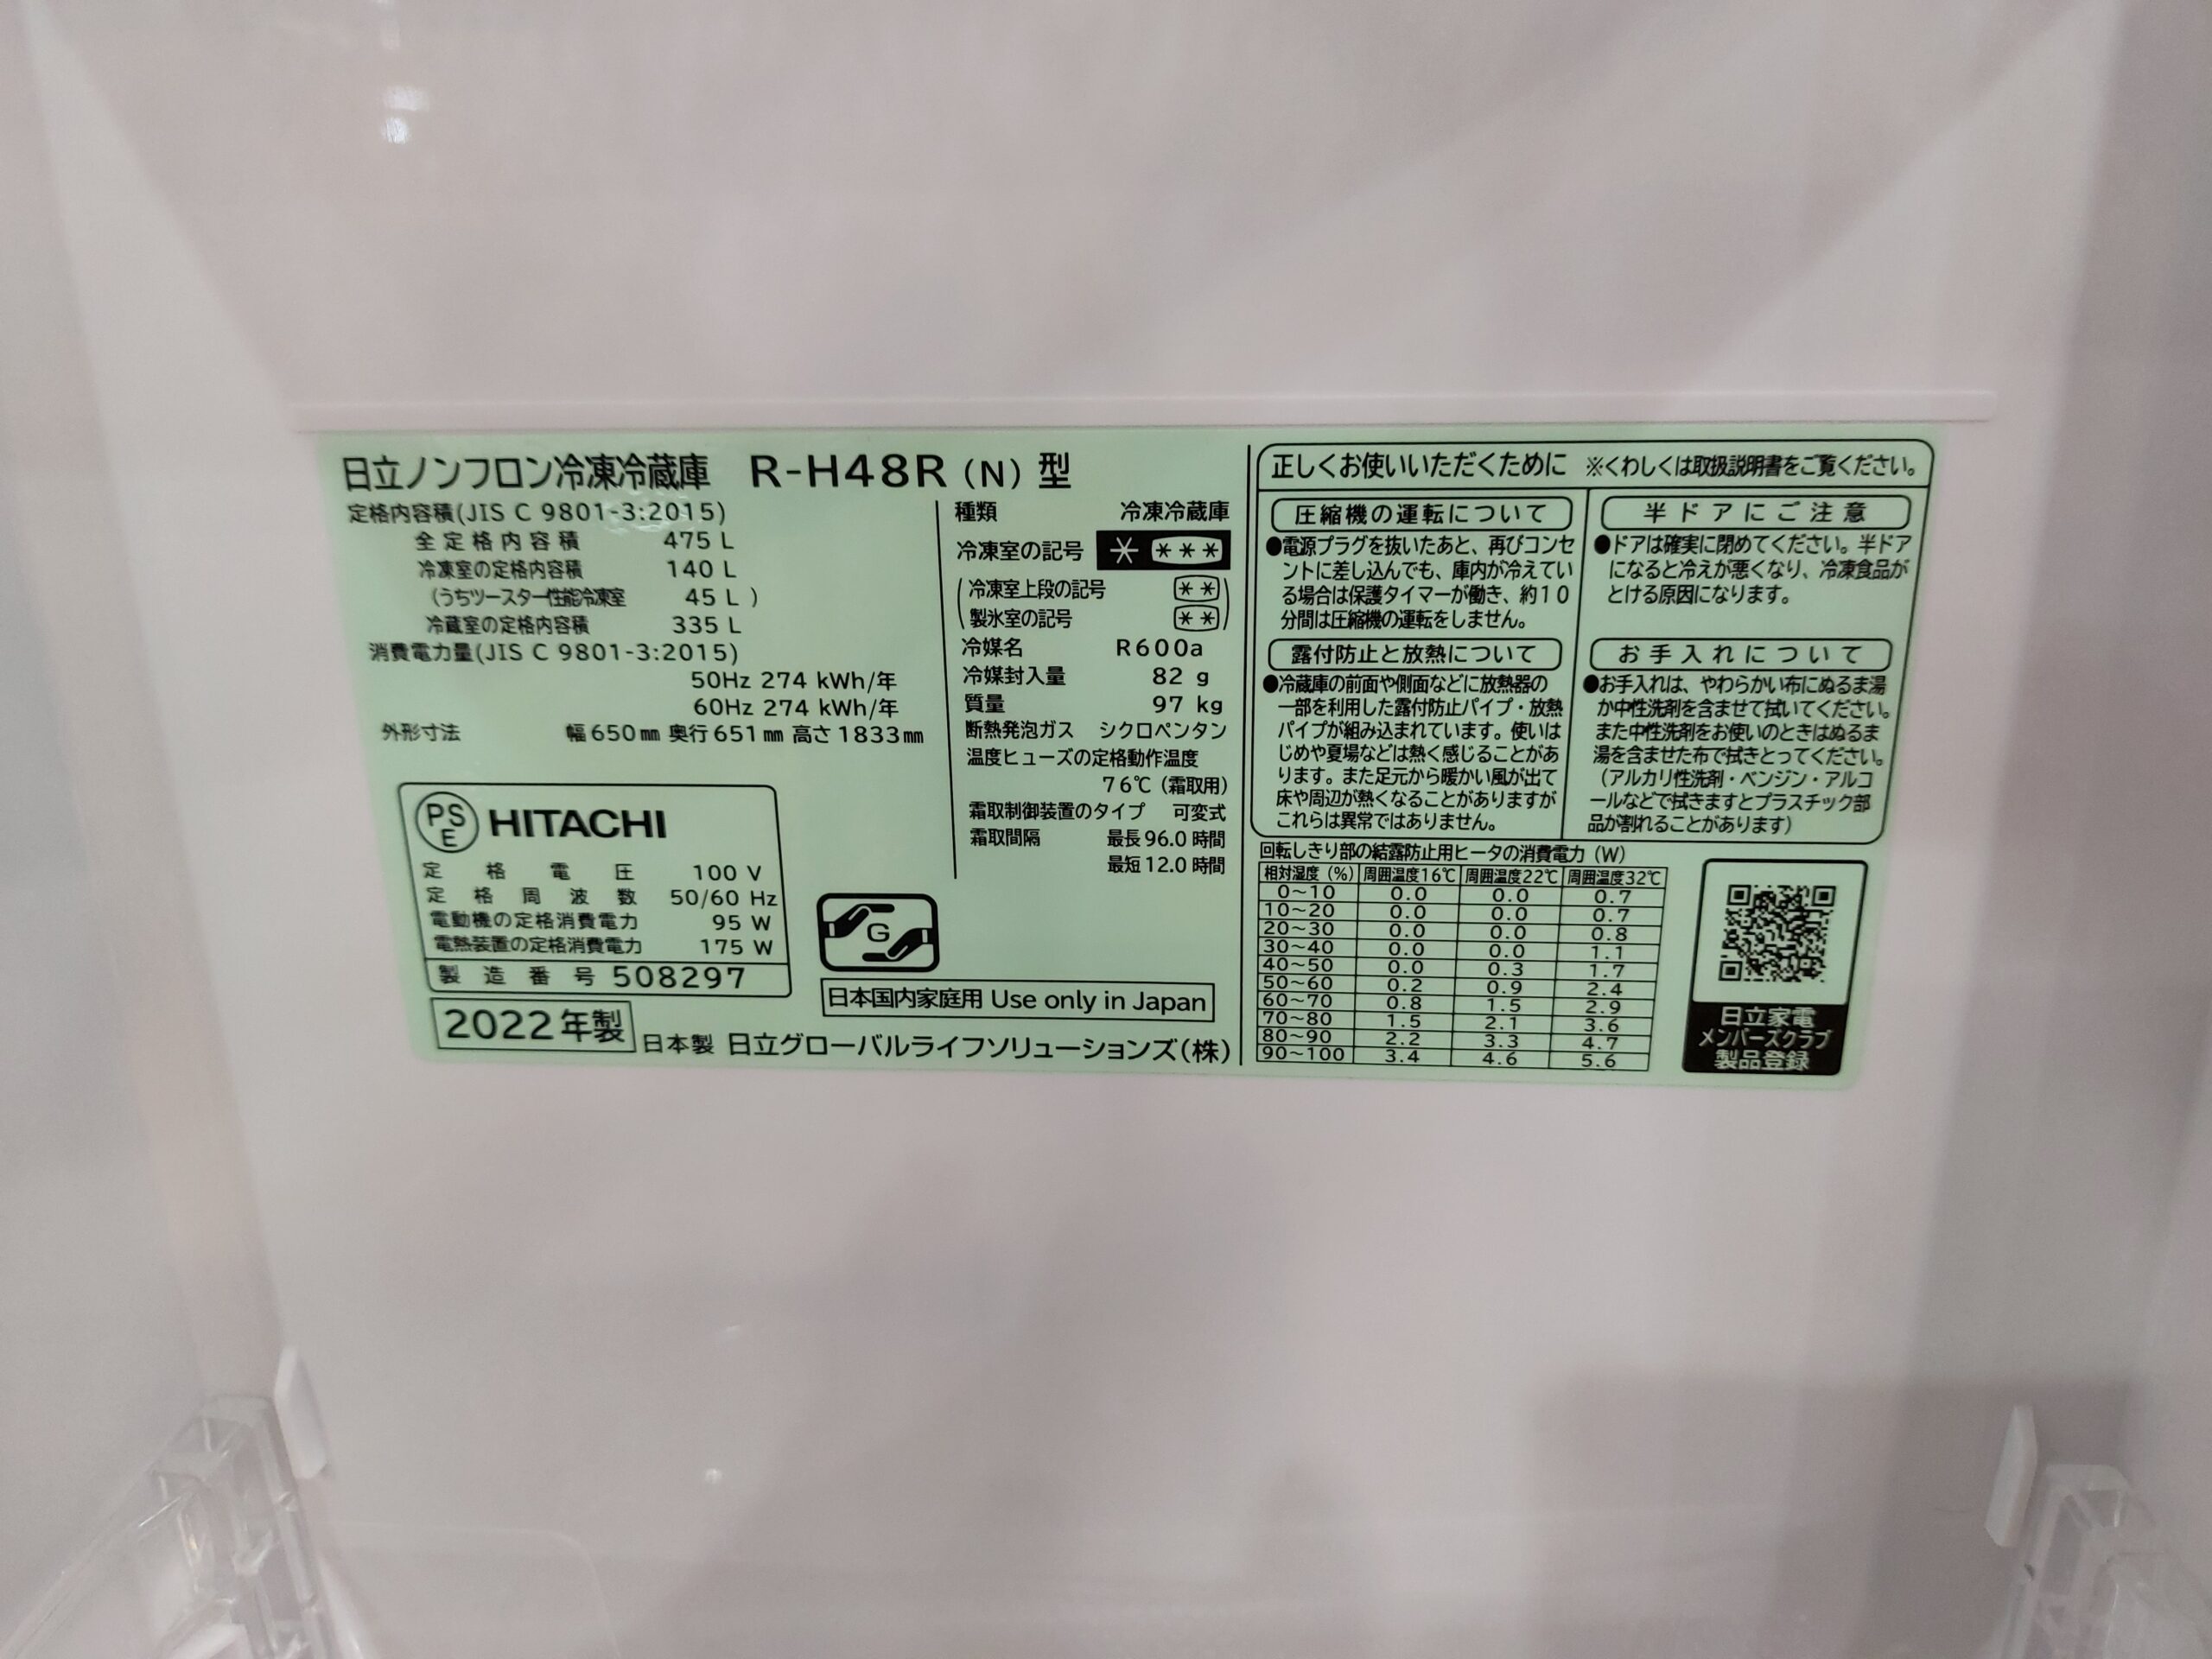 日立ノンフロン冷凍冷蔵庫 R-H48R (N) 型
定格内容積(JIS C 9801-3:2015)
全定格内容積 475 L
冷凍室の定格内容積 140 L
(うちツースター性能冷凍室 45 L )
冷蔵室の定格内容積 335 L
消費電力量(JIS C 9801-3:2015)
50Hz 274 kWh/年
60Hz 274 kWh/年
外形寸法 幅650㎜ 奥行651㎜ 高さ1833㎜
PSE HITACHI
定格電圧 100 V
定格周波数 50/60 Hz
電動機の定格消費電力 95 W
電熱装置の定格消費電力 175 W
製造番号 508297
2022年製
日本製 日立グローバルライフソリューションズ(株)
種類 冷凍冷蔵庫
冷凍室の記号 * ***
(冷凍室上段の記号 **)
(製氷室の記号 **)
冷媒名 R600a
冷媒封入量 82 g
質量 97 kg
断熱発泡ガス シクロペンタン
温度ヒューズの定格動作温度
76℃(霜取用)
霜取制御装置のタイプ 可変式
霜取間隔 最長96.0時間
最短12.0時間
G
日本国内家庭用 Use only in Japan
正しくお使いいただくために ※くわしくは取扱説明書をご覧ください。
圧縮機の運転について
●電源プラグを抜いたあと、再びコンセ
ントに差し込んでも、庫内が冷えてい
る場合は保護タイマーが働き、約10
分間は圧縮機の運転をしません。
露付防止と放熱について
●冷蔵庫の前面や側面などに放熱器の
一部を利用した露付防止パイプ・放熱
パイプが組み込まれています。使いは
じめや夏場などは熱く感じることがあ
ります。また足元から暖かい風が出て
床や周辺が熱くなることがありますが
これらは異常ではありません。
半ドアにご注意
●ドアは確実に閉めてください。半ドア
になると冷えが悪くなり、冷凍食品が
とける原因になります。
お手入れについて
●お手入れは、やわらかい布にぬるま湯
か中性洗剤を含ませて拭いてください。
また中性洗剤をお使いのときはぬるま
湯を含ませた布で拭きとってください。
(アルカリ性洗剤・ベンジン・アルコ
ールなどで拭きますとプラスチック部
品が割れることがあります)
回転しきり部の結露防止用ヒータの消費電力(W)
相対湿度(%) 周囲温度16℃ 周囲温度22℃ 周囲温度32℃
0~10 0.0 0.0 0.7
10~20 0.0 0.0 0.7
20~30 0.0 0.0 0.8
30~40 0.0 0.0 1.1
40~50 0.0 0.3 1.7
50~60 0.2 0.9 2.4
60~70 0.8 1.5 2.9
70~80 1.5 2.1 3.6
80~90 2.2 3.3 4.7
90~100 3.4 4.6 5.6
日立家電
メンバーズクラブ
製品登録